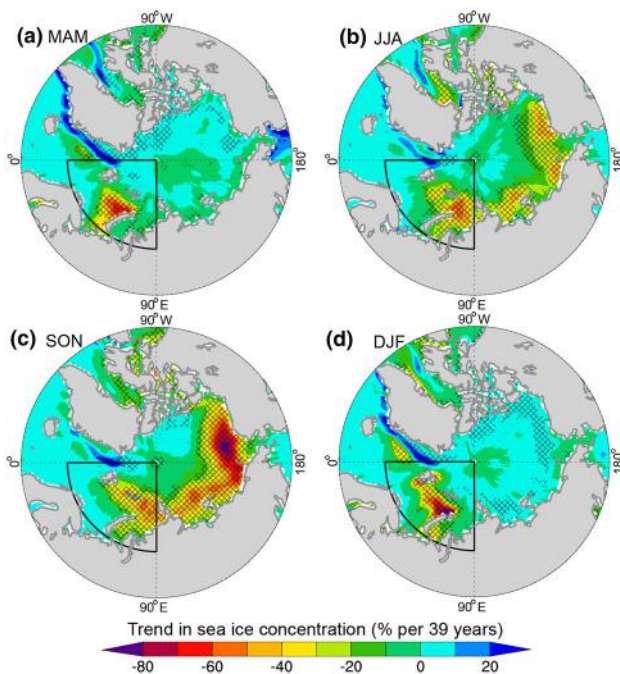 90°W
90°W
(a) MAM
(b) JJA
0°
180°
0°
180°
90°E
90°E
90°W
90°W
(c) SON
(d) DJF
0°
180°
0°
180°
90°E
90°E
Trend in sea ice concentration (% per 39 years)
-80 -60 -40 -20 0 20